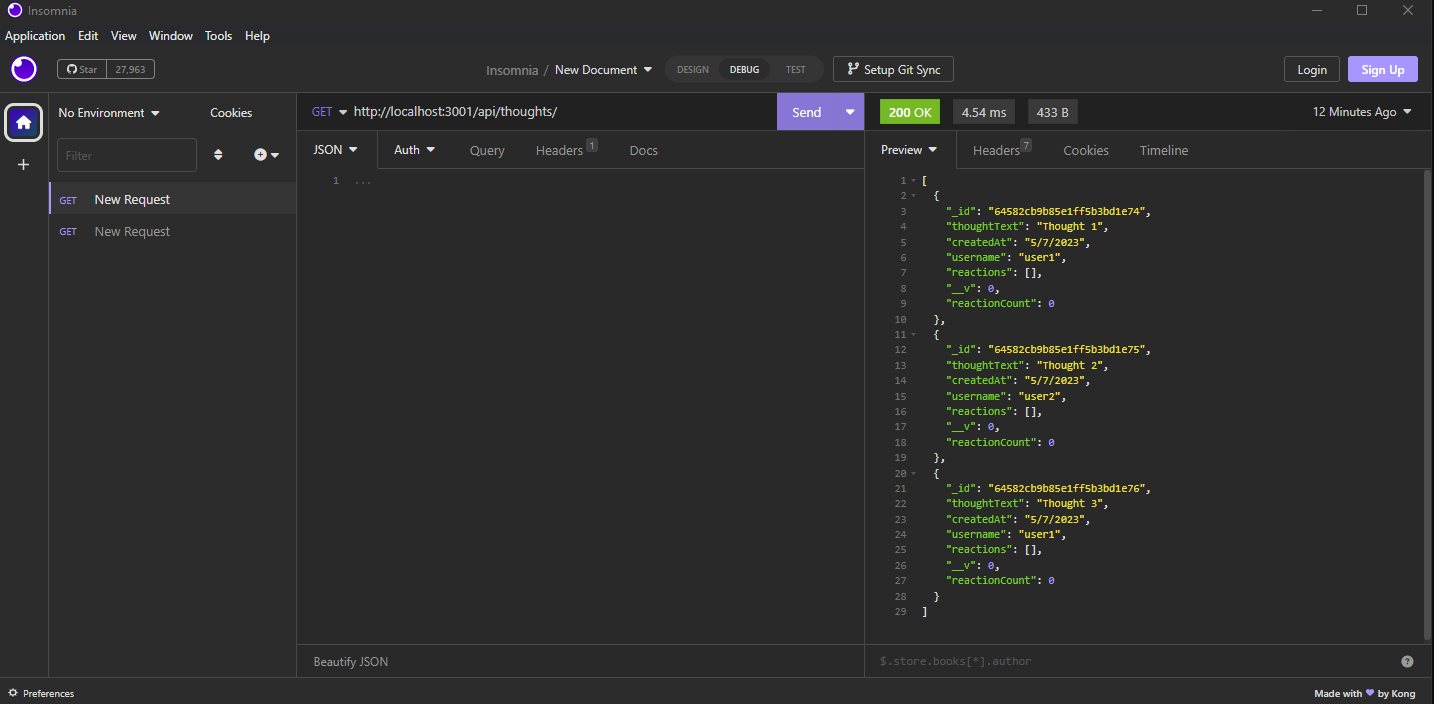 Insomnia
Application Edit View Window Tools Help
Star 27,963
Insomnia / New Document
DESIGN DEBUG TEST
Setup Git Sync
Login
Sign Up
No Environment
Cookies
Filter
GET New Request
GET New Request
GET http://localhost:3001/api/thoughts/
Send
JSON Auth Query Headers 1 Docs
1 ...
Beautify JSON
200 OK 4.54 ms 433 B 12 Minutes Ago
Preview Headers 7 Cookies Timeline
1 [
2 {
3 "_id": "64582cb9b85e1ff5b3bd1e74",
4 "thoughtText": "Thought 1",
5 "createdAt": "5/7/2023",
6 "username": "user1",
7 "reactions": [],
8 "__v": 0,
9 "reactionCount": 0
10 },
11 {
12 "_id": "64582cb9b85e1ff5b3bd1e75",
13 "thoughtText": "Thought 2",
14 "createdAt": "5/7/2023",
15 "username": "user2",
16 "reactions": [],
17 "__v": 0,
18 "reactionCount": 0
19 },
20 {
21 "_id": "64582cb9b85e1ff5b3bd1e76",
22 "thoughtText": "Thought 3",
23 "createdAt": "5/7/2023",
24 "username": "user1",
25 "reactions": [],
26 "__v": 0,
27 "reactionCount": 0
28 }
29 ]
$.store.books[*].author
Preferences
Made with ♥ by Kong